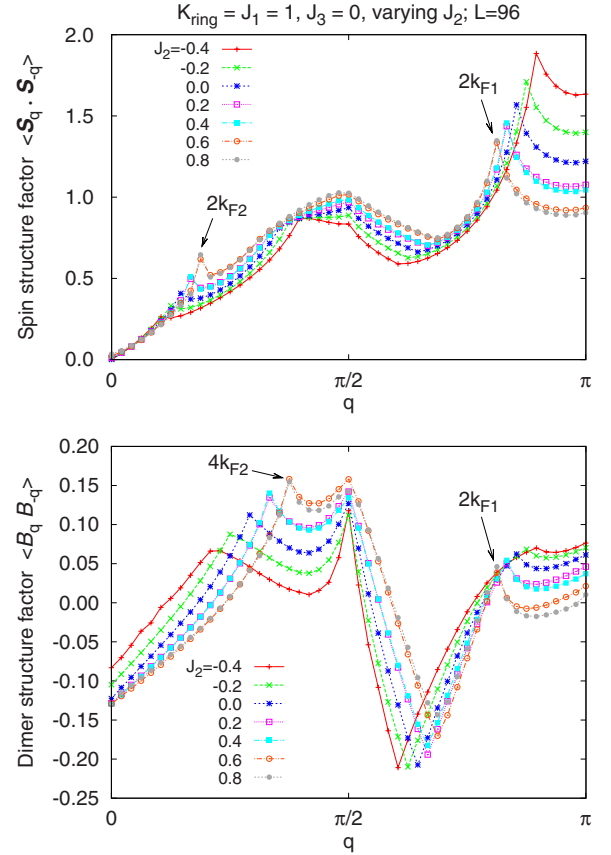 K_ring = J_1 = 1, J_3 = 0, varying J_2; L=96
Spin structure factor <S_q . S_-q>
2.0
1.5
1.0
0.5
0.0
J_2=-0.4
-0.2
0.0
0.2
0.4
0.6
0.8
2k_F1
2k_F2
0
π/2
π
q
Dimer structure factor <B_q B_-q>
0.20
0.15
0.10
0.05
0.00
-0.05
-0.10
-0.15
-0.20
-0.25
4k_F2
2k_F1
J_2=-0.4
-0.2
0.0
0.2
0.4
0.6
0.8
0
π/2
π
q